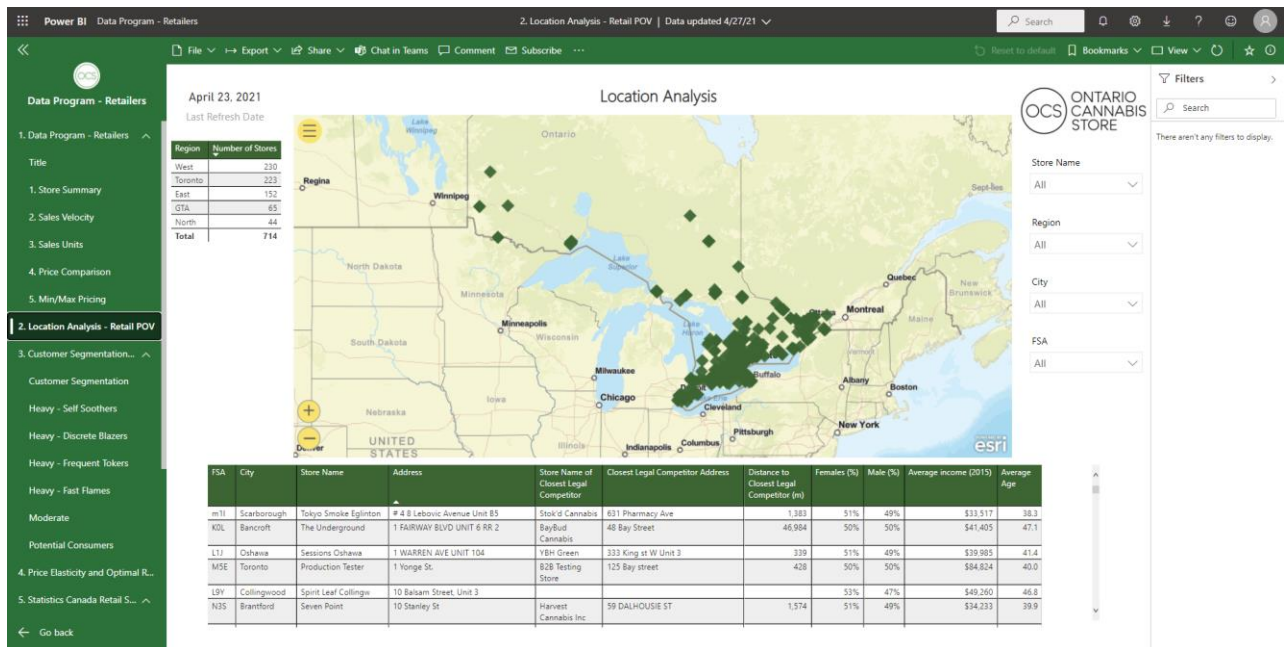 Power BI Data Program - Retailers
2. Location Analysis - Retail POV | Data updated 4/27/21
Search
File Export Share Chat in Teams Comment Subscribe ···
Reset to default Bookmarks View
OCS
Data Program - Retailers
1. Data Program - Retailers
Title
1. Store Summary
2. Sales Velocity
3. Sales Units
4. Price Comparison
5. Min/Max Pricing
2. Location Analysis - Retail POV
3. Customer Segmentation...
Customer Segmentation
Heavy - Self Soothers
Heavy - Discrete Blazers
Heavy - Frequent Tokers
Heavy - Fast Flames
Moderate
Potential Consumers
4. Price Elasticity and Optimal R...
5. Statistics Canada Retail S...
Go back
April 23, 2021
Last Refresh Date
Region Number of Stores
West 230
Toronto 223
East 152
GTA 65
North 44
Total 714
Location Analysis
Lake
Winnipeg
Ontario
Regina
Winnipeg
Sept-Îles
North Dakota
Lake
Superior
Quebec
New
Brunswick
Minnesota
Ottawa
Montreal
Maine
Minneapolis
Lake
Huron
South Dakota
Wisconsin
Vermont
Milwaukee
Buffalo
Albany
Boston
Iowa
Chicago
Lake Erie
Cleveland
Nebraska
New York
Pittsburgh
UNITED
STATES
Illinois
Indianapolis
Columbus
esri
OCS
ONTARIO
CANNABIS
STORE
Store Name
All
Region
All
City
All
FSA
All
Filters
Search
There aren't any filters to display.
FSA City Store Name Address Store Name of Closest Legal Competitor Closest Legal Competitor Address Distance to Closest Legal Competitor (m) Females (%) Male (%) Average income (2015) Average Age
m1l Scarborough Tokyo Smoke Eglinton # 4 8 Lebovic Avenue Unit B5 Stok'd Cannabis 631 Pharmacy Ave 1,383 51% 49% $33,517 38.3
K0L Bancroft The Underground 1 FAIRWAY BLVD UNIT 6 RR 2 BayBud Cannabis 48 Bay Street 46,984 50% 50% $41,405 47.1
L1J Oshawa Sessions Oshawa 1 WARREN AVE UNIT 104 YBH Green 333 King st W Unit 3 339 51% 49% $39,985 41.4
M5E Toronto Production Tester 1 Yonge St. B2B Testing Store 125 Bay street 428 50% 50% $84,824 40.0
L9Y Collingwood Spirit Leaf Collingw 10 Balsam Street, Unit 3 53% 47% $49,260 46.8
N3S Brantford Seven Point 10 Stanley St Harvest Cannabis Inc 59 DALHOUSIE ST 1,574 51% 49% $34,233 39.9